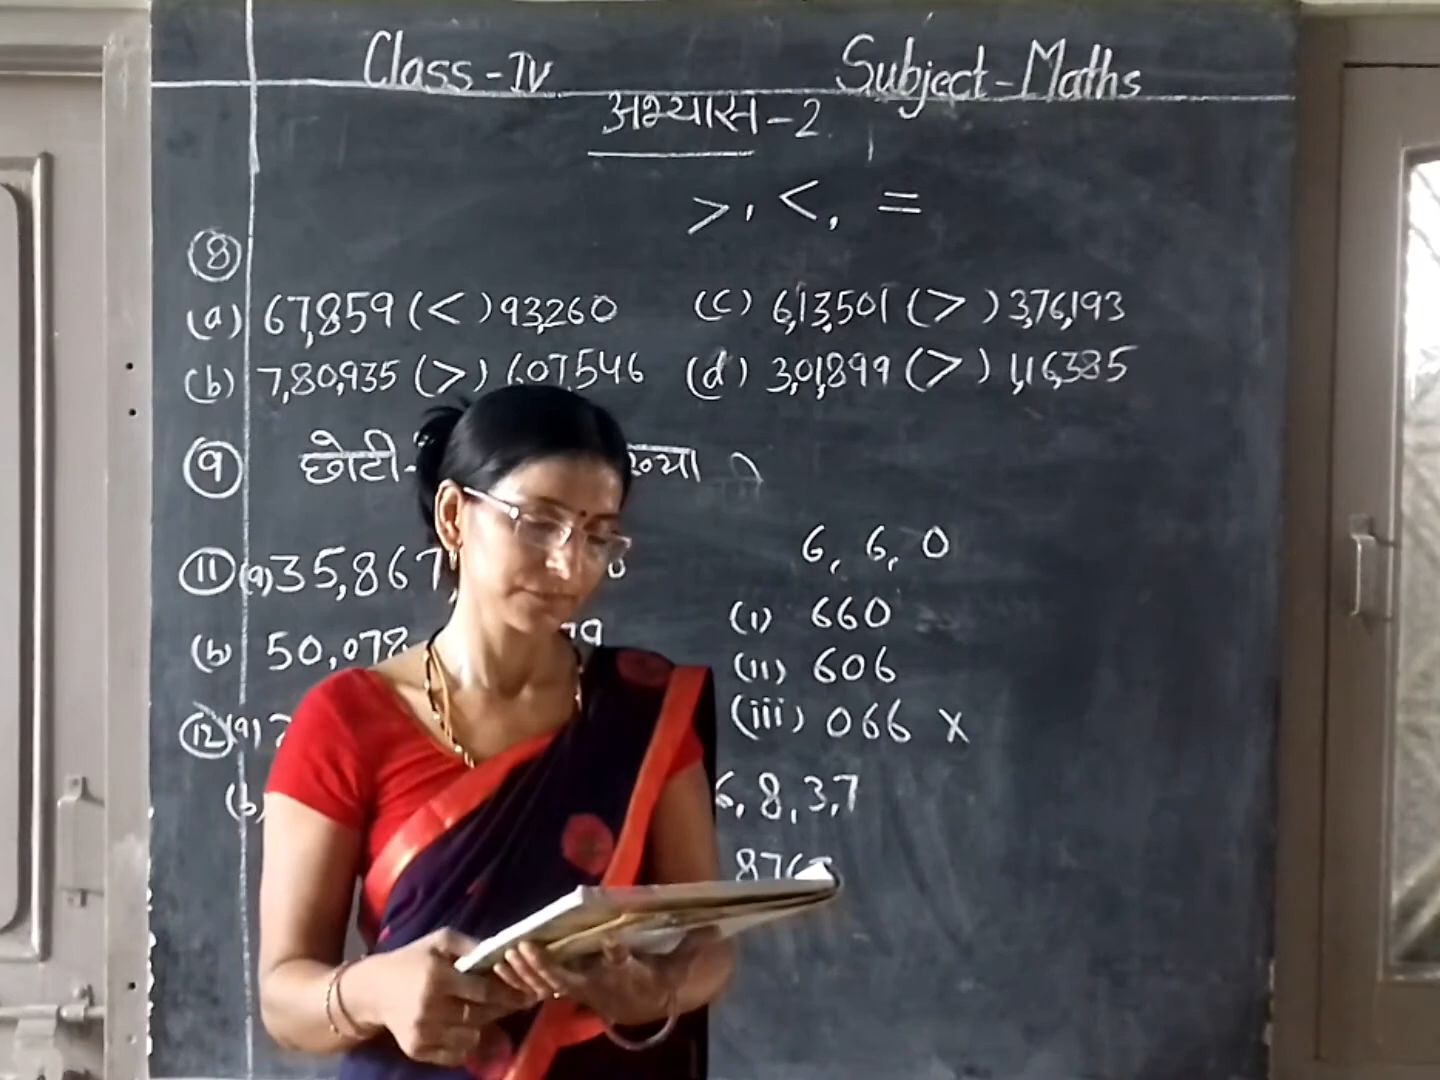 Class-IV Subject-Maths
अभ्यास-2
>, <, =
(8)
(a) 67,859 (<) 93,260 (c) 6,13,501 (>) 3,76,193
(b) 7,80,935 (>) 6,07,546 (d) 3,01,899 (>) 1,16,385
(9) छोटी-
(11) (a) 35,867,
(b) 50,078
(12) (a)
(b)
6, 6, 0
(i) 660
(ii) 606
(iii) 066 x
6, 8, 3, 7
876